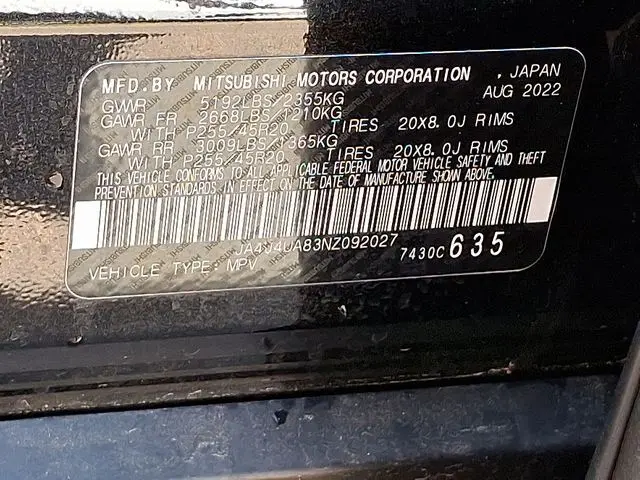 MFD.BY MITSUBISHI MOTORS CORPORATION , JAPAN
GVWR 5192LBS/2355KG AUG 2022
GAWR FR 2668LBS/1210KG
WITH P255/45R20 TIRES 20X8.0J RIMS
GAWR RR 3009LBS/1365KG
WITH P255/45R20 TIRES 20X8.0J RIMS
THIS VEHICLE CONFORMS TO ALL APPLICABLE FEDERAL MOTOR VEHICLE SAFETY AND THEFT
PREVENTION STANDARDS IN EFFECT ON THE DATE OF MANUFACTURE SHOWN ABOVE.
JA4J4UA83NZ092027
VEHICLE TYPE: MPV 7430C 635